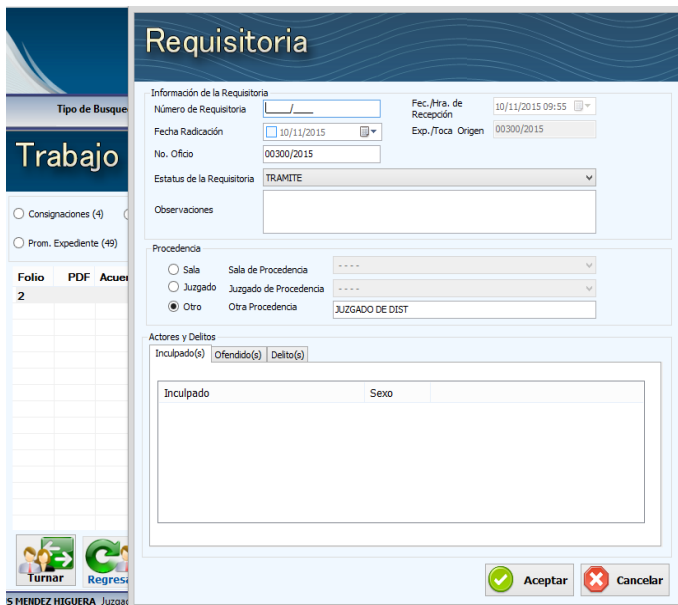 Requisitoria
Tipo de Busque
Trabajo
Consignaciones (4)
Prom. Expediente (49)
Folio PDF Acuer
2
Información de la Requisitoria
Número de Requisitoria ____/___ Fec./Hra. de Recepción 10/11/2015 09:55
Fecha Radicación 10/11/2015 Exp./Toca Origen 00300/2015
No. Oficio 00300/2015
Estatus de la Requisitoria TRAMITE
Observaciones
Procedencia
Sala Sala de Procedencia ----
Juzgado Juzgado de Procedencia ----
Otro Otra Procedencia JUZGADO DE DIST
Actores y Delitos
Inculpado(s) Ofendido(s) Delito(s)
Inculpado Sexo
Turnar Regresa
Aceptar Cancelar
S MENDEZ HIGUERA Juzgad